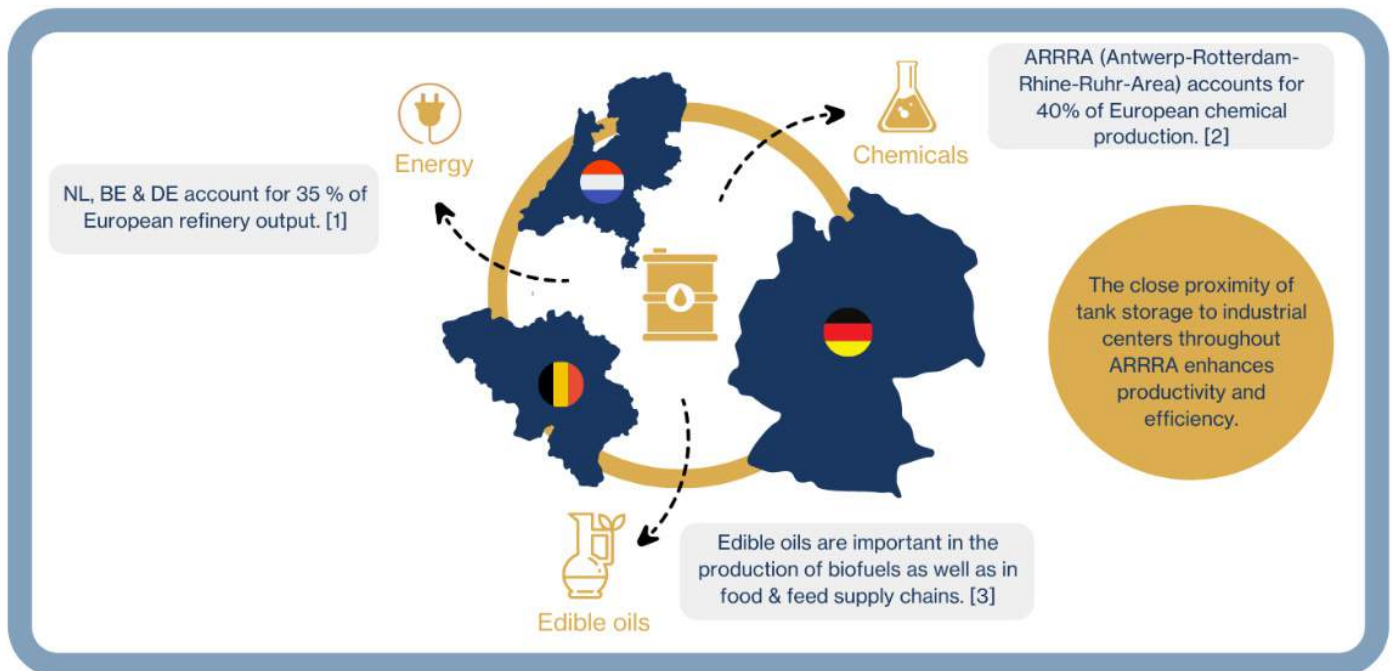 Energy
NL, BE & DE account for 35 % of
European refinery output. [1]
Chemicals
ARRRA (Antwerp-Rotterdam-
Rhine-Ruhr-Area) accounts for
40% of European chemical
production. [2]
The close proximity of
tank storage to industrial
centers throughout
ARRRA enhances
productivity and
efficiency.
Edible oils
Edible oils are important in the
production of biofuels as well as in
food & feed supply chains. [3]